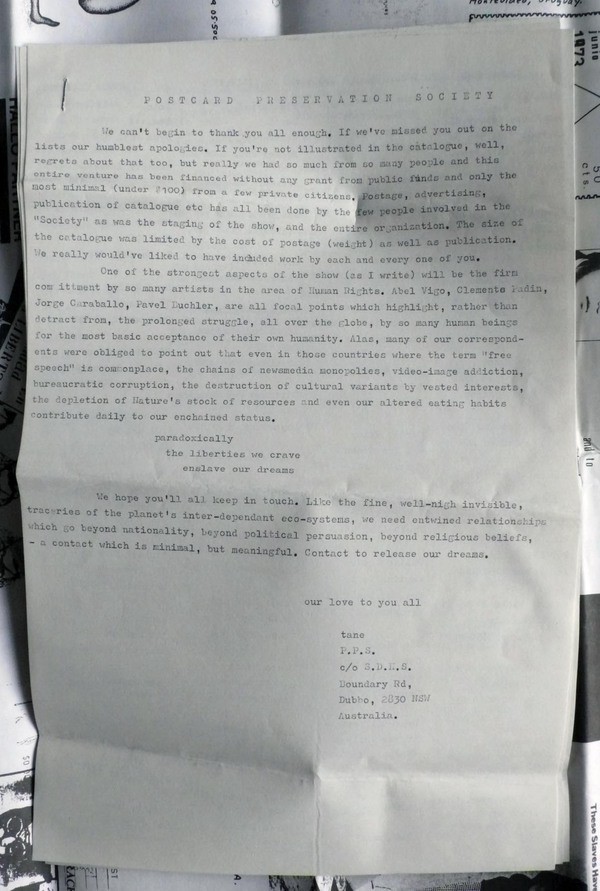 Montevideo, Uruguay.
junio
1973
50
cts
POSTCARD PRESERVATION SOCIETY
We can't begin to thank you all enough. If we've missed you out on the
lists our humblest apologies. If you're not illustrated in the catalogue, well,
regrets about that too, but really we had so much from so many people and this
entire venture has been financed without any grant from public funds and only the
most minimal (under $100) from a few private citizens. Postage, advertising,
publication of catalogue etc has all been done by the few people involved in the
"Society" as was the staging of the show, and the entire organization. The size of
the catalogue was limited by the cost of postage (weight) as well as publication.
We really would've liked to have included work by each and every one of you.
One of the strongest aspects of the show (as I write) will be the firm
comittment by so many artists in the area of Human Rights. Abel Vigo, Clemente Padin,
Jorge Caraballo, Pavel Buchler, are all focal points which highlight, rather than
detract from, the prolonged struggle, all over the globe, by so many human beings
for the most basic acceptance of their own humanity. Alas, many of our correspond-
ents were obliged to point out that even in those countries where the term "free
speech" is commonplace, the chains of newsmedia monopolies, video-image addiction,
bureaucratic corruption, the destruction of cultural variants by vested interests,
the depletion of Nature's stock of resources and even our altered eating habits
contribute daily to our enchained status.
paradoxically
the liberties we crave
enslave our dreams
We hope you'll all keep in touch. Like the fine, well-nigh invisible,
traceries of the planet's inter-dependant eco-systems, we need entwined relationships
which go beyond nationality, beyond political persuasion, beyond religious beliefs,
- a contact which is minimal, but meaningful. Contact to release our dreams.
our love to you all
tane
P.P.S.
c/o
Boundary Rd,
Dubbo, 2830 NSW
Australia.
These Slaves Hav